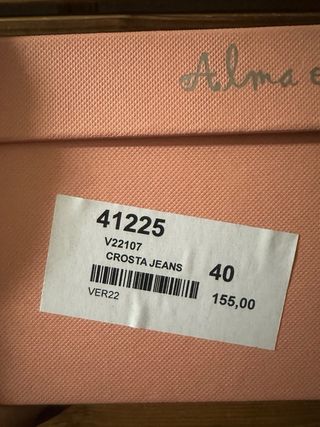 Alma e
41225
V22107
CROSTA JEANS
40
VER22
155,00